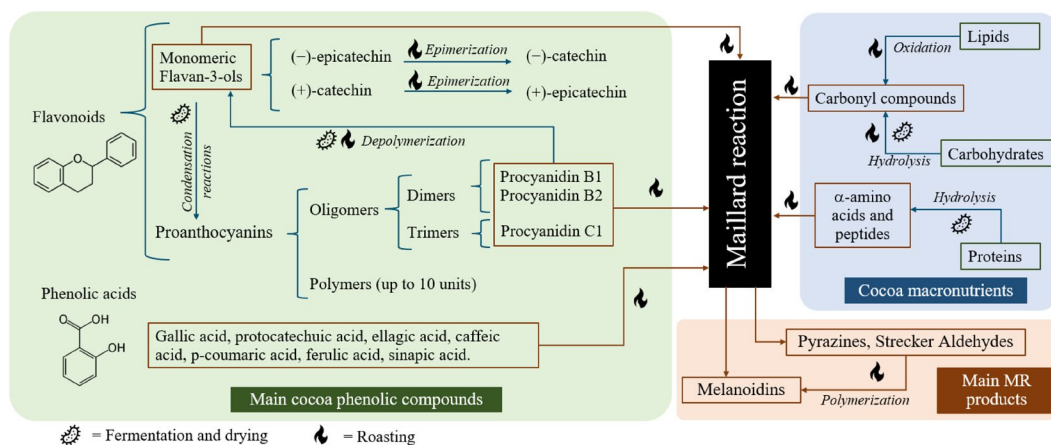 Monomeric
Flavan-3-ols
(−)-epicatechin
Epimerization
(−)-catechin
(+)-catechin
Epimerization
(+)-epicatechin
Flavonoids
O
Condensation
reactions
Depolymerization
Proanthocyanins
Oligomers
Dimers
Procyanidin B1
Procyanidin B2
Trimers
Procyanidin C1
Polymers (up to 10 units)
Phenolic acids
O
OH
OH
Gallic acid, protocatechuic acid, ellagic acid, caffeic
acid, p-coumaric acid, ferulic acid, sinapic acid.
Main cocoa phenolic compounds
Maillard reaction
Lipids
Oxidation
Carbonyl compounds
Hydrolysis
Carbohydrates
α-amino
acids and
peptides
Hydrolysis
Proteins
Cocoa macronutrients
Pyrazines, Strecker Aldehydes
Melanoidins
Polymerization
Main MR
products
= Fermentation and drying
= Roasting